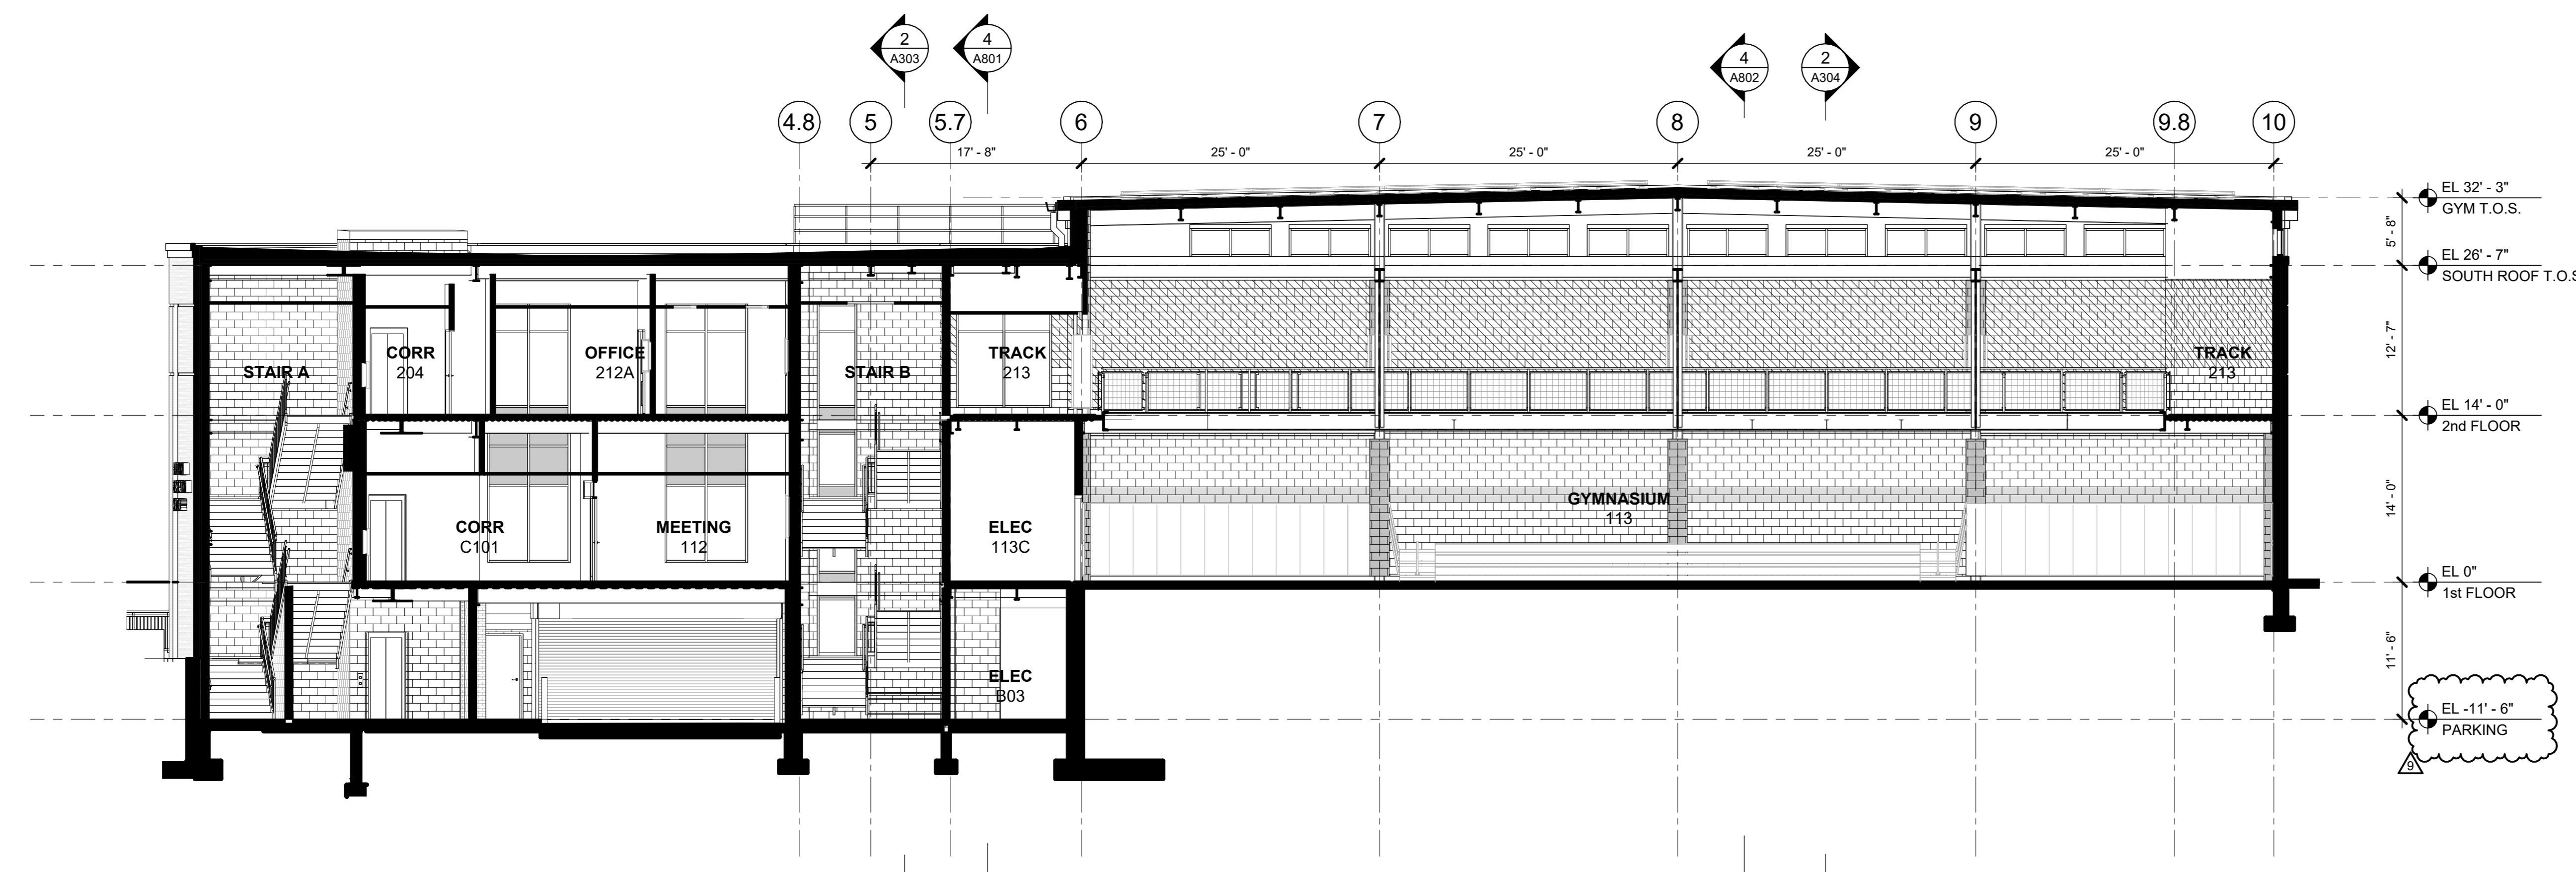 2
A303
4
A801
4
A802
2
A304
4.8
5
5.7
6
7
8
9
9.8
10
17' - 8"
25' - 0"
25' - 0"
25' - 0"
25' - 0"
EL 32' - 3"
GYM T.O.S.
5' - 8"
EL 26' - 7"
SOUTH ROOF T.O.S
12' - 7"
STAIR A
CORR
204
OFFICE
212A
STAIR B
TRACK
213
TRACK
213
EL 14' - 0"
2nd FLOOR
14' - 0"
CORR
C101
MEETING
112
ELEC
113C
GYMNASIUM
113
EL 0"
1st FLOOR
11' - 6"
ELEC
B03
EL -11' - 6"
PARKING
9